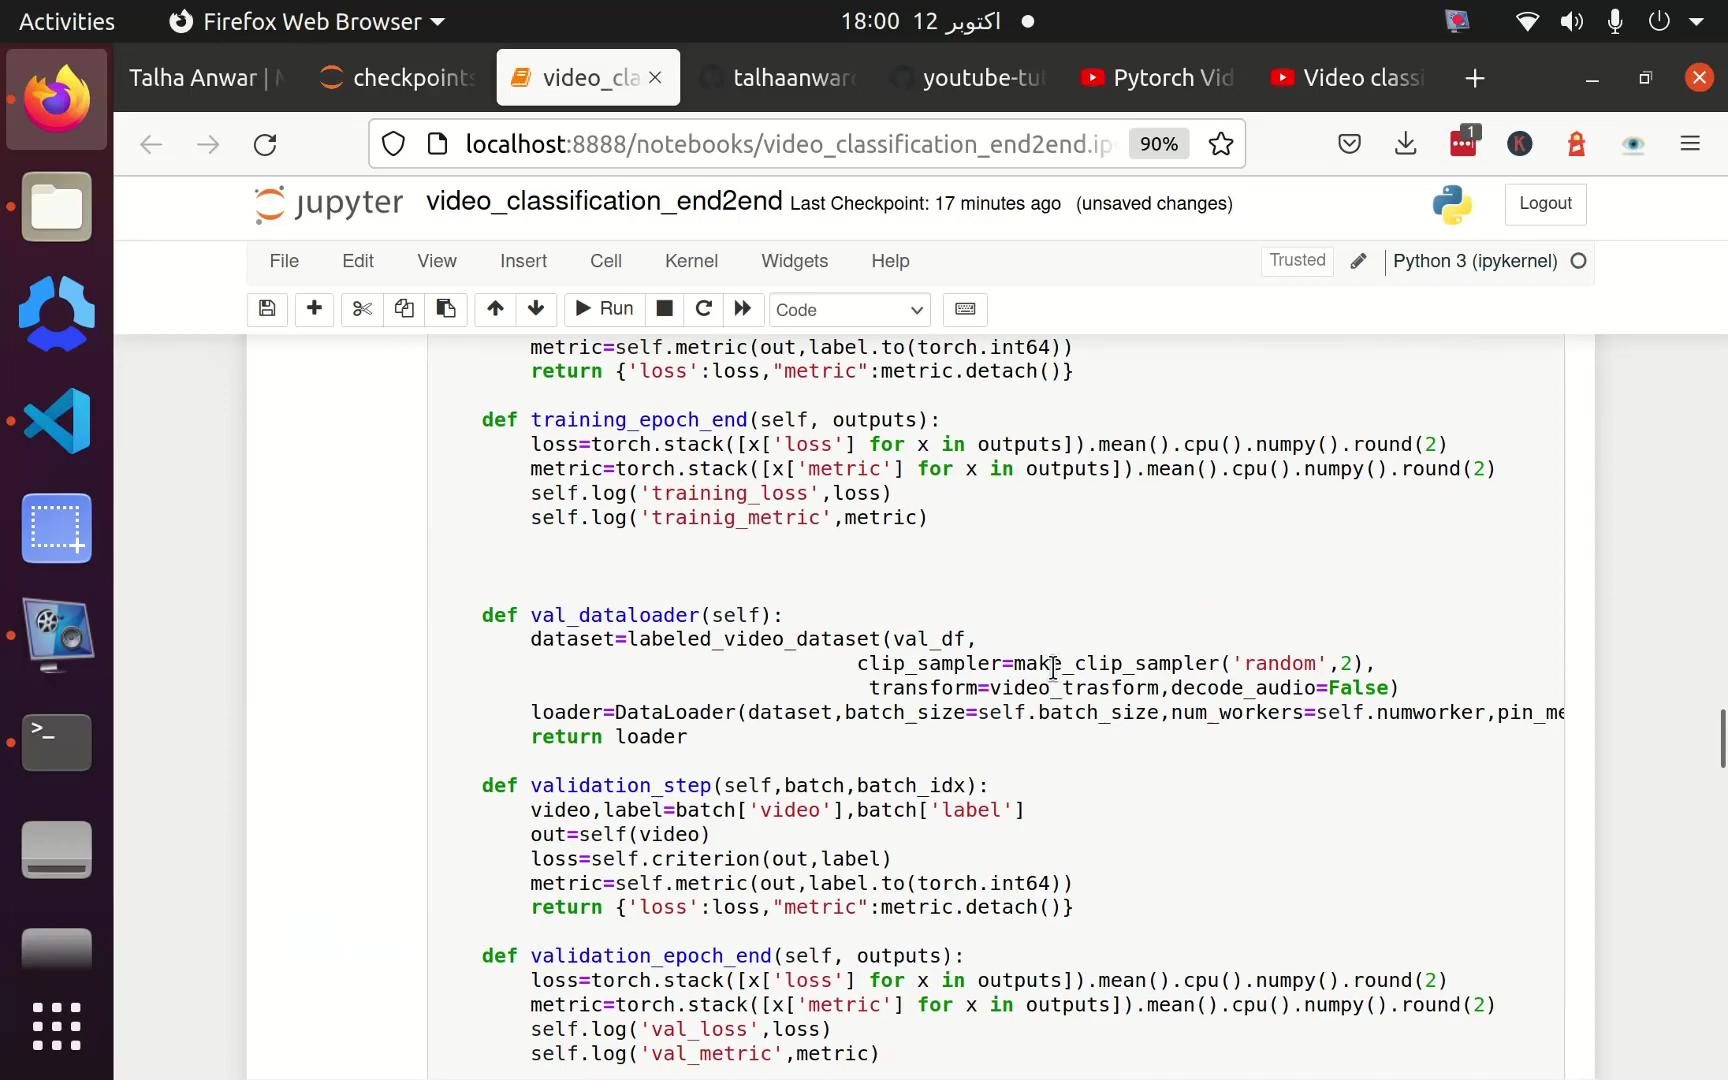 Activities
Firefox Web Browser
18:00 12 اکتوبر
Talha Anwar |
checkpoints
video_cla
talhaanwar
youtube-tut
Pytorch Vid
Video classi
localhost:8888/notebooks/video_classification_end2end.ip
90%
1
K
jupyter
video_classification_end2end Last Checkpoint: 17 minutes ago (unsaved changes)
Logout
File Edit View Insert Cell Kernel Widgets Help
Trusted
Python 3 (ipykernel)
Run
Code
metric=self.metric(out,label.to(torch.int64))
return {'loss':loss,"metric":metric.detach()}
def training_epoch_end(self, outputs):
loss=torch.stack([x['loss'] for x in outputs]).mean().cpu().numpy().round(2)
metric=torch.stack([x['metric'] for x in outputs]).mean().cpu().numpy().round(2)
self.log('training_loss',loss)
self.log('trainig_metric',metric)
def val_dataloader(self):
dataset=labeled_video_dataset(val_df,
clip_sampler=make_clip_sampler('random',2),
transform=video_trasform,decode_audio=False)
loader=DataLoader(dataset,batch_size=self.batch_size,num_workers=self.numworker,pin_me
return loader
def validation_step(self,batch,batch_idx):
video,label=batch['video'],batch['label']
out=self(video)
loss=self.criterion(out,label)
metric=self.metric(out,label.to(torch.int64))
return {'loss':loss,"metric":metric.detach()}
def validation_epoch_end(self, outputs):
loss=torch.stack([x['loss'] for x in outputs]).mean().cpu().numpy().round(2)
metric=torch.stack([x['metric'] for x in outputs]).mean().cpu().numpy().round(2)
self.log('val_loss',loss)
self.log('val_metric',metric)